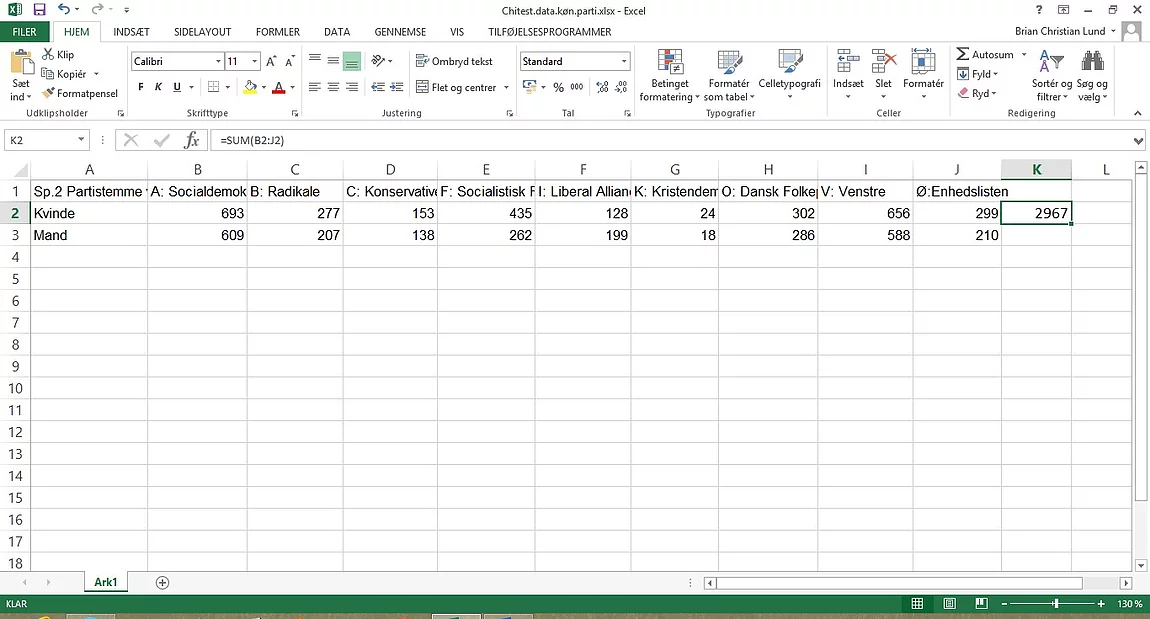 Chitest.data.køn.parti.xlsx - Excel
FILER HJEM INDSÆT SIDELAYOUT FORMLER DATA GENNEMSE VIS TILFØJELSESPROGRAMMER Brian Christian Lund
Sæt ind
Klip
Kopiér
Formatpensel
Udklipsholder
Calibri 11
F K U
Skrifttype
Ombryd tekst
Flet og centrer
Justering
Standard
% 000
Tal
Betinget formatering
Formatér som tabel
Celletypografi
Typografier
Indsæt
Slet
Formatér
Celler
Autosum
Fyld
Ryd
Sortér og filtrer
Søg og vælg
Redigering
K2 fx =SUM(B2:J2)
A B C D E F G H I J K L
1 Sp.2 Partistemme A: Socialdemok B: Radikale C: Konservative F: Socialistisk F I: Liberal Allian K: Kristendem O: Dansk Folke V: Venstre Ø:Enhedslisten
2 Kvinde 693 277 153 435 128 24 302 656 299 2967
3 Mand 609 207 138 262 199 18 286 588 210
4
5
6
7
8
9
10
11
12
13
14
15
16
17
18
Ark1
KLAR 130 %